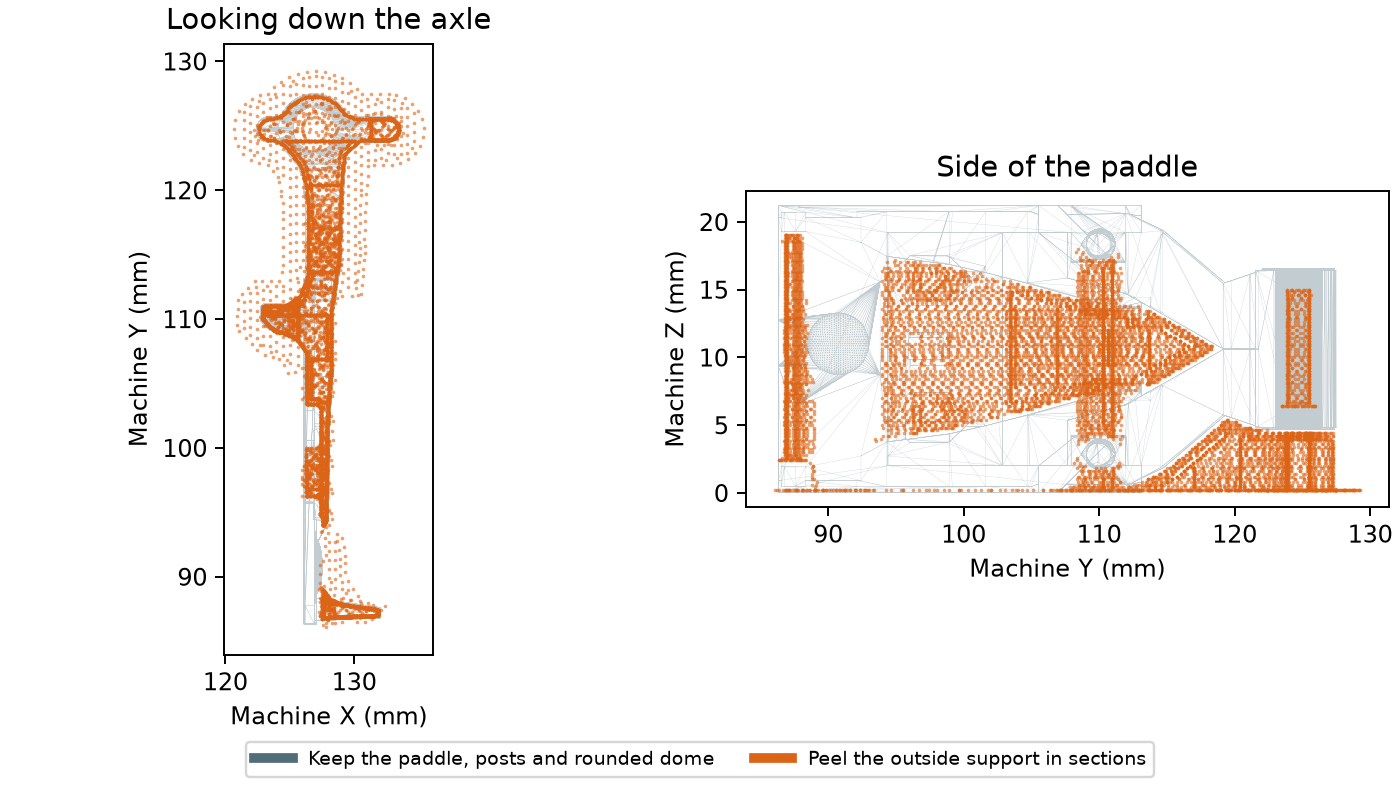 Looking down the axle
130
120
110
100
90
120 130
Machine Y (mm)
Machine X (mm)
Side of the paddle
20
15
10
5
0
90 100 110 120 130
Machine Z (mm)
Machine Y (mm)
Keep the paddle, posts and rounded dome
Peel the outside support in sections